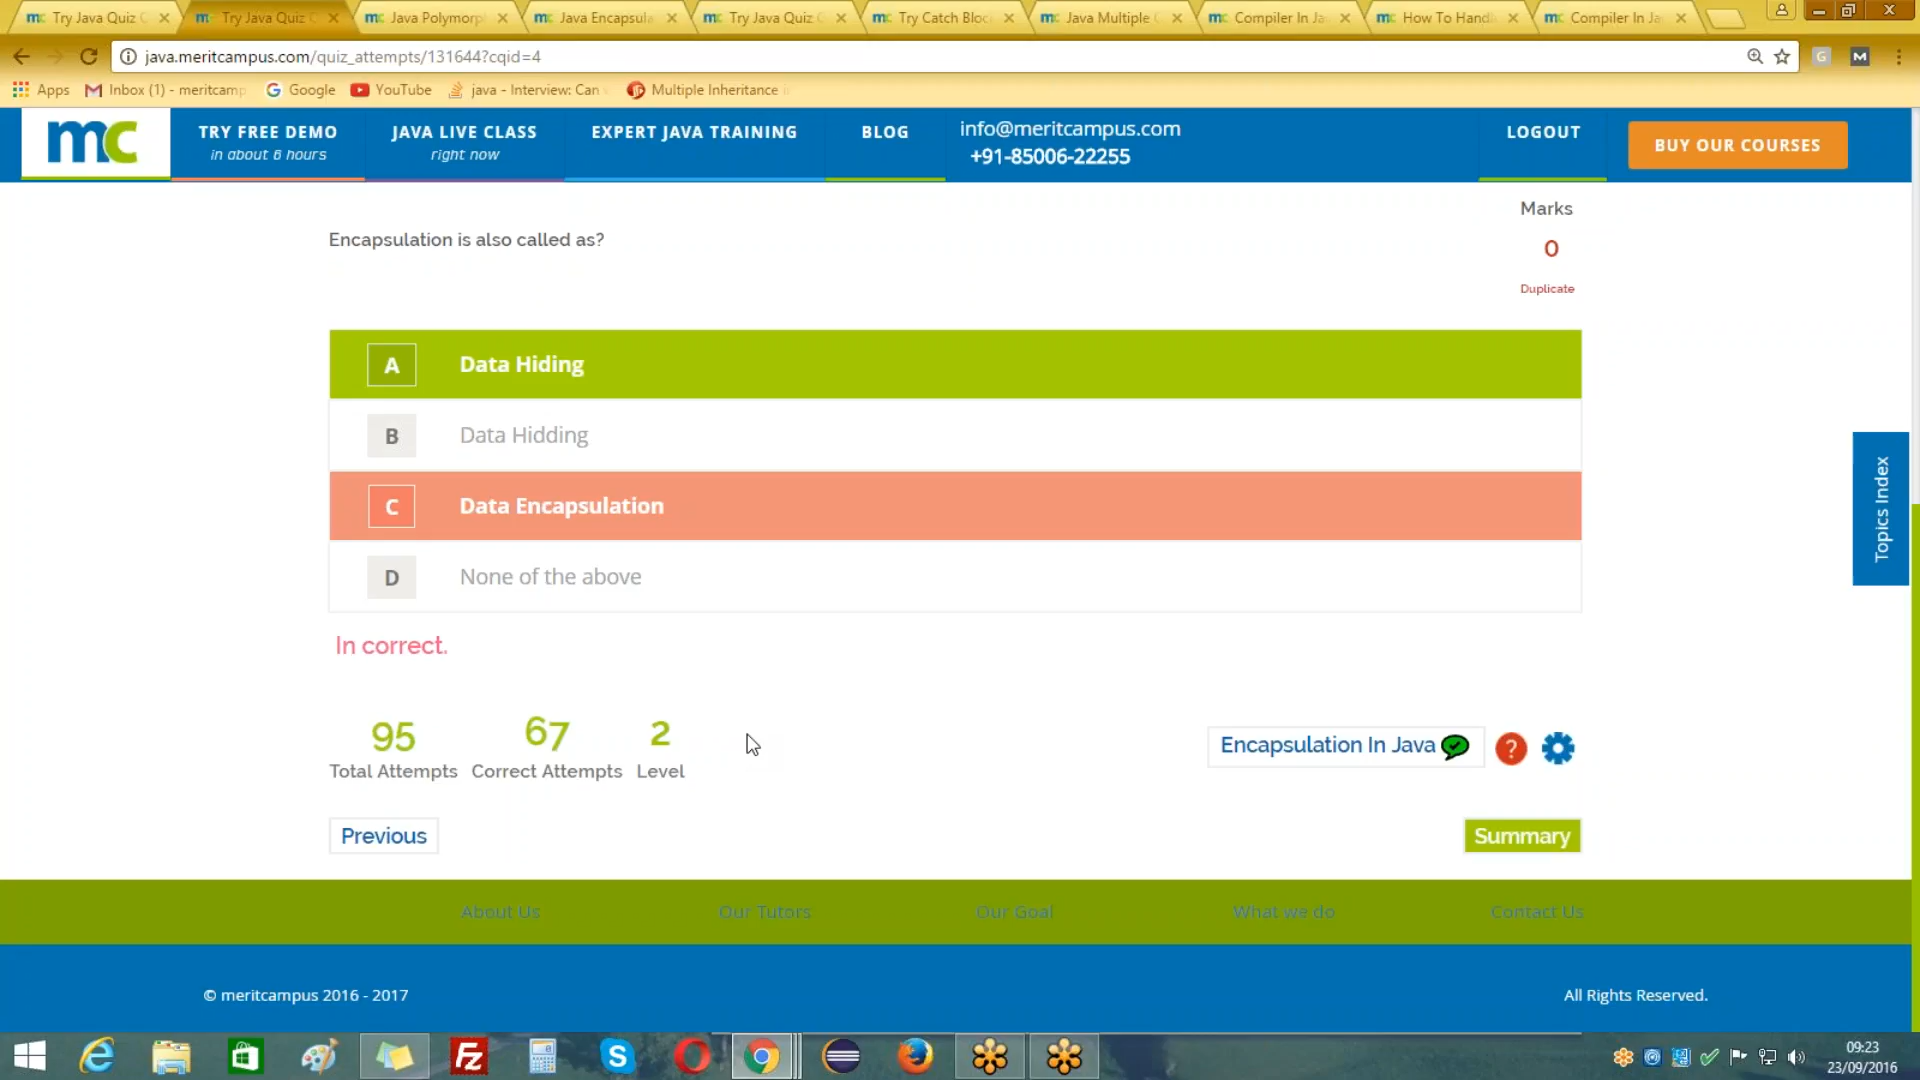 Try Java Quiz
Try Java Quiz
Java Polymorp
Java Encapsula
Try Java Quiz
Try Catch Bloc
Java Multiple
Compiler In Ja
How To Handl
Compiler In Ja
java.meritcampus.com/quiz_attempts/131644?cqid=4
Apps
Inbox (1) - meritcamp
Google
YouTube
java - Interview: Can
Multiple Inheritance i
mc
TRY FREE DEMO
in about 6 hours
JAVA LIVE CLASS
right now
EXPERT JAVA TRAINING
BLOG
info@meritcampus.com
+91-85006-22255
LOGOUT
BUY OUR COURSES
Marks
Encapsulation is also called as?
0
Duplicate
A Data Hiding
B Data Hidding
C Data Encapsulation
D None of the above
Topics Index
In correct.
95
Total Attempts
67
Correct Attempts
2
Level
Encapsulation In Java
?
Previous
Summary
About Us
Our Tutors
Our Goal
What we do
Contact Us
© meritcampus 2016 - 2017
All Rights Reserved.
09:23
23/09/2016